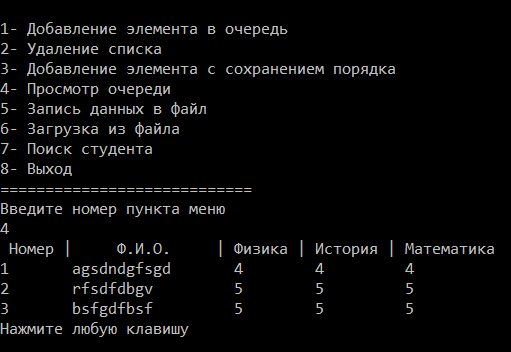 1- Добавление элемента в очередь
2- Удаление списка
3- Добавление элемента с сохранением порядка
4- Просмотр очереди
5- Запись данных в файл
6- Загрузка из файла
7- Поиск студента
8- Выход
============================
Введите номер пункта меню
4
Номер | Ф.И.О. | Физика | История | Математика
1 agsdndgfsgd 4 4 4
2 rfsdfdbgv 5 5 5
3 bsfgdfbsf 5 5 5
Нажмите любую клавишу